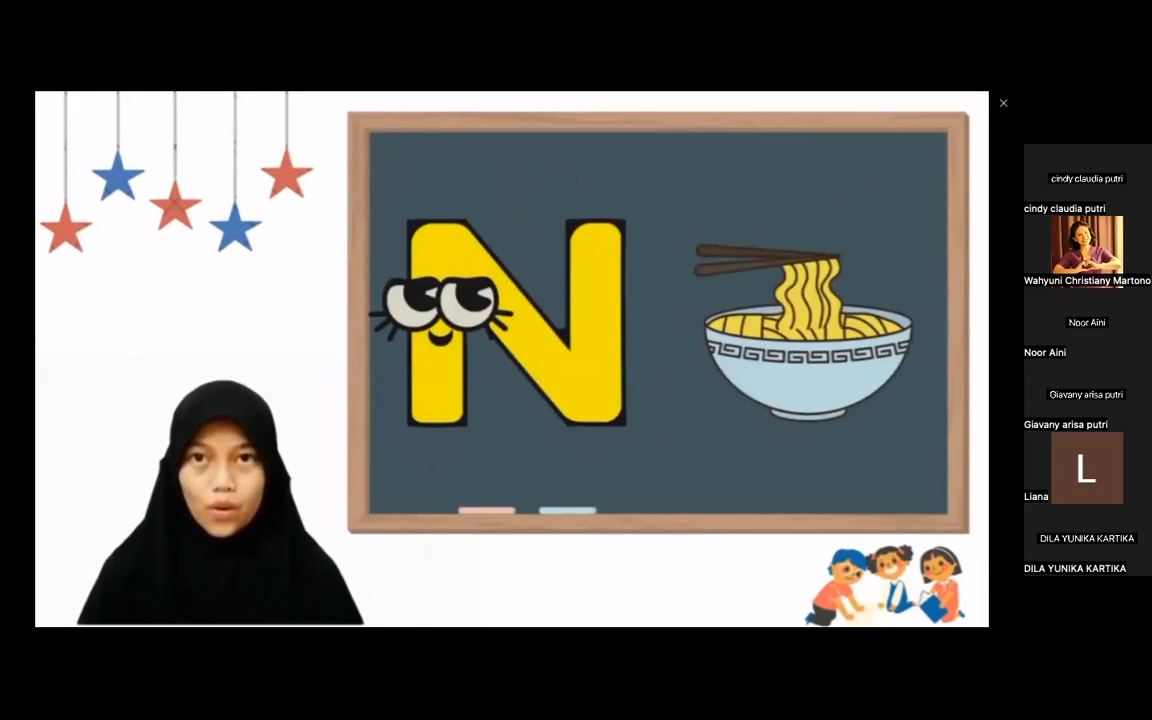 N
cindy claudia putri
cindy claudia putri
Wahyuni Christiany Martono
Noor Aini
Noor Aini
Giavany arisa putri
Giavany arisa putri
L
Liana
DILA YUNIKA KARTIKA
DILA YUNIKA KARTIKA